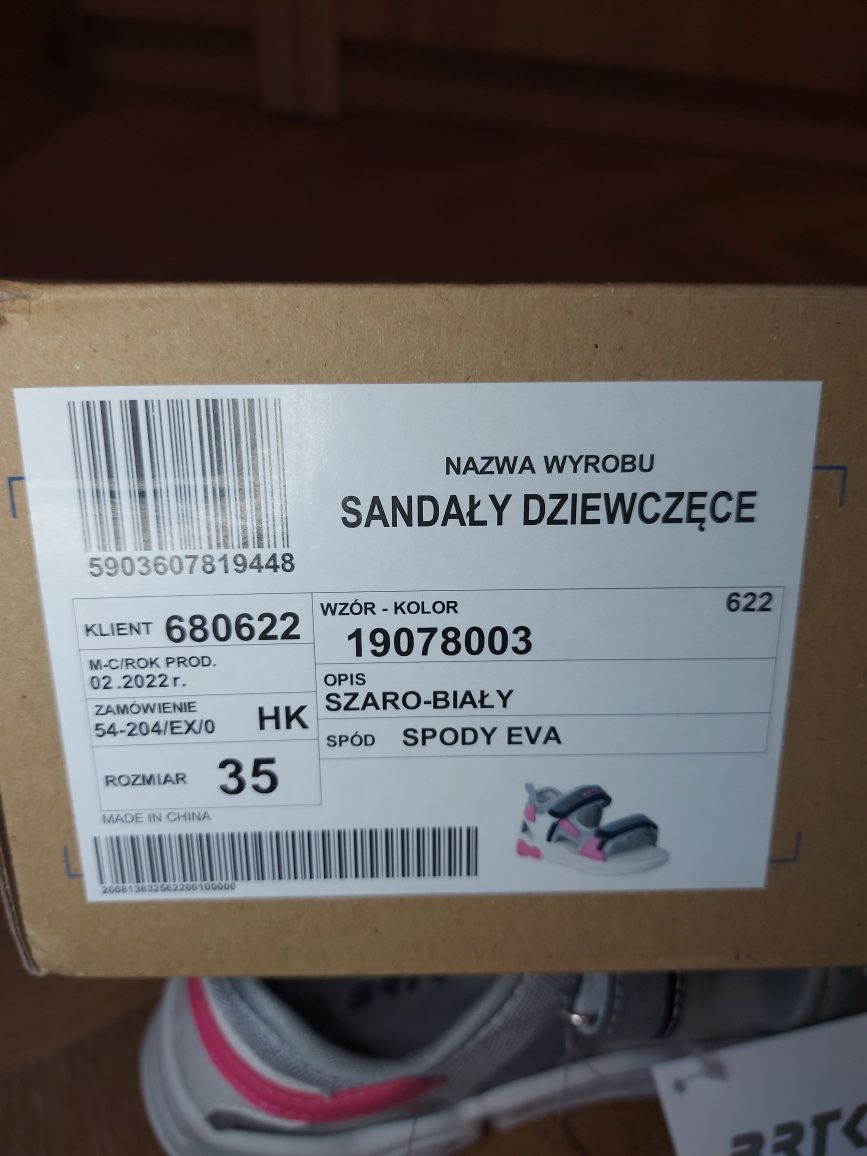 5903607819448
NAZWA WYROBU
SANDAŁY DZIEWCZĘCE
KLIENT 680622
WZÓR - KOLOR 622
19078003
M-C/ROK PROD.
02.2022 r.
OPIS
SZARO-BIAŁY
ZAMÓWIENIE
54-204/EX/0 HK
SPÓD SPODY EVA
ROZMIAR 35
MADE IN CHINA